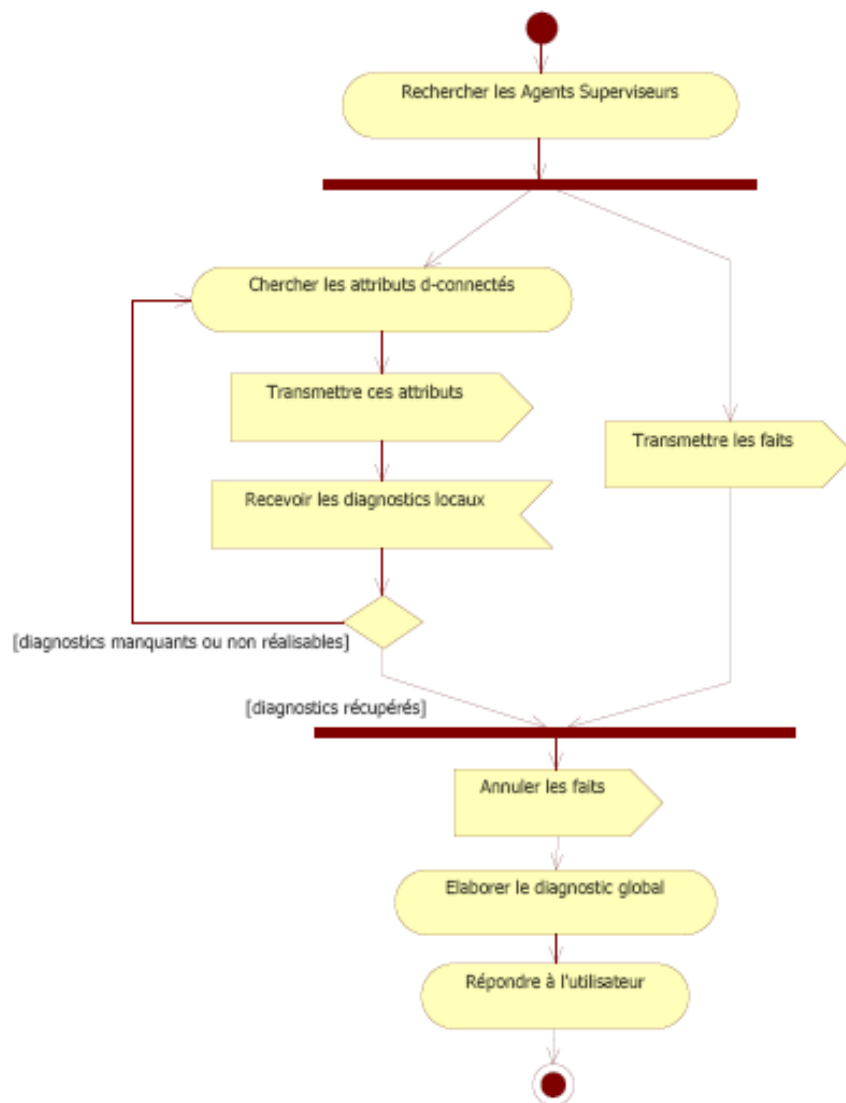 Rechercher les Agents Superviseurs
Chercher les attributs d-connectés
Transmettre ces attributs
Transmettre les faits
Recevoir les diagnostics locaux
[diagnostics manquants ou non réalisables]
[diagnostics récupérés]
Annuler les faits
Elaborer le diagnostic global
Répondre à l'utilisateur